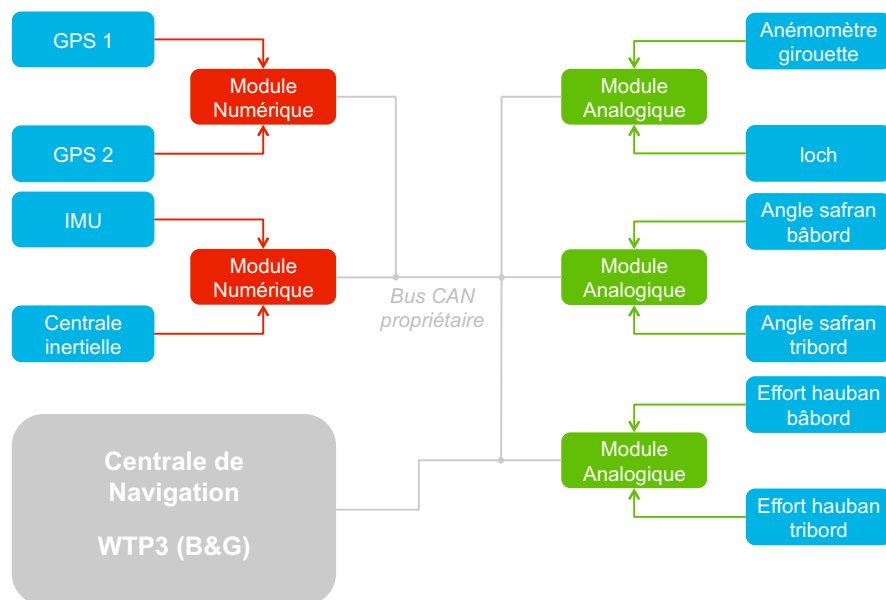 GPS 1
Module
Numérique
GPS 2
IMU
Module
Numérique
Centrale
inertielle
Centrale de
Navigation
WTP3 (B&G)
Bus CAN
propriétaire
Anémomètre
girouette
Module
Analogique
loch
Angle safran
bâbord
Module
Analogique
Angle safran
tribord
Effort hauban
bâbord
Module
Analogique
Effort hauban
tribord